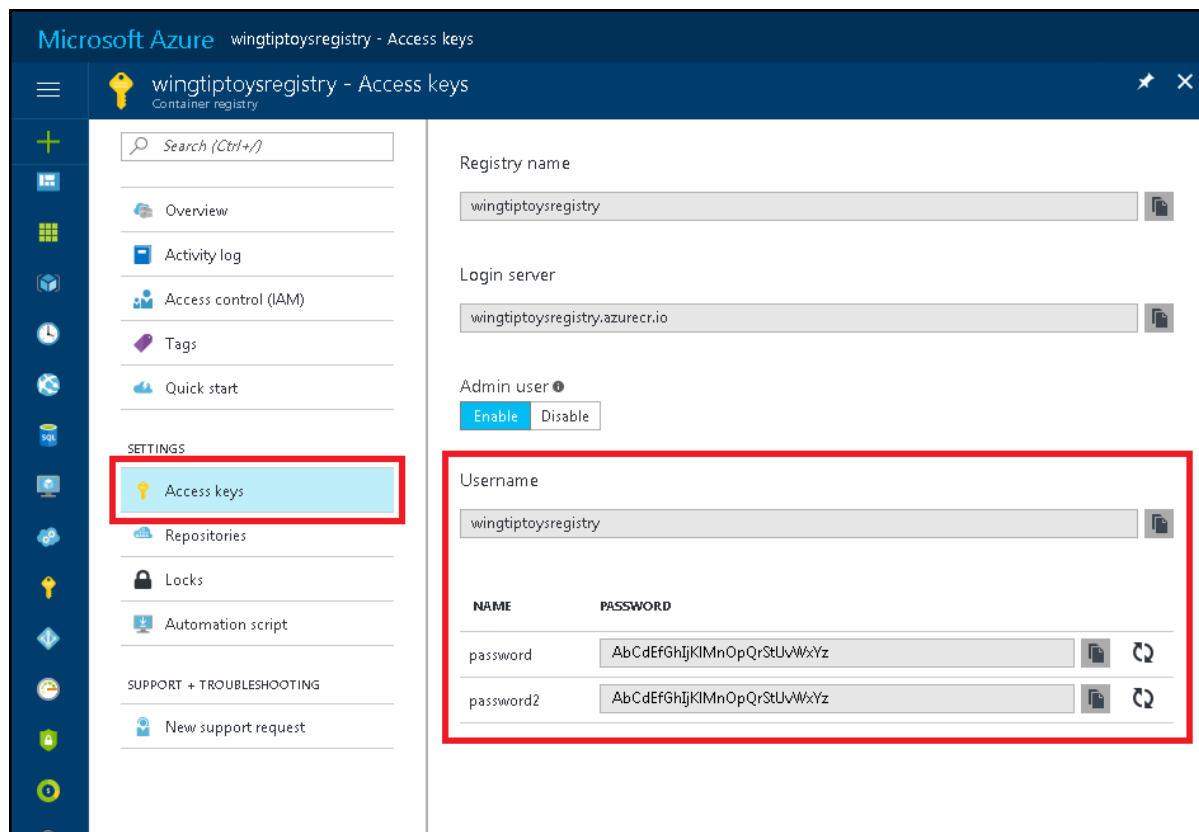 Microsoft Azure wingtiptoysregistry - Access keys
wingtiptoysregistry - Access keys
Container registry
Search (Ctrl+/)
Overview
Activity log
Access control (IAM)
Tags
Quick start
SETTINGS
Access keys
Repositories
Locks
Automation script
SUPPORT + TROUBLESHOOTING
New support request
Registry name
wingtiptoysregistry
Login server
wingtiptoysregistry.azurecr.io
Admin user
Enable Disable
Username
wingtiptoysregistry
NAME PASSWORD
password AbCdEfGhIjKlMnOpQrStUvWxYz
password2 AbCdEfGhIjKlMnOpQrStUvWxYz
SQL